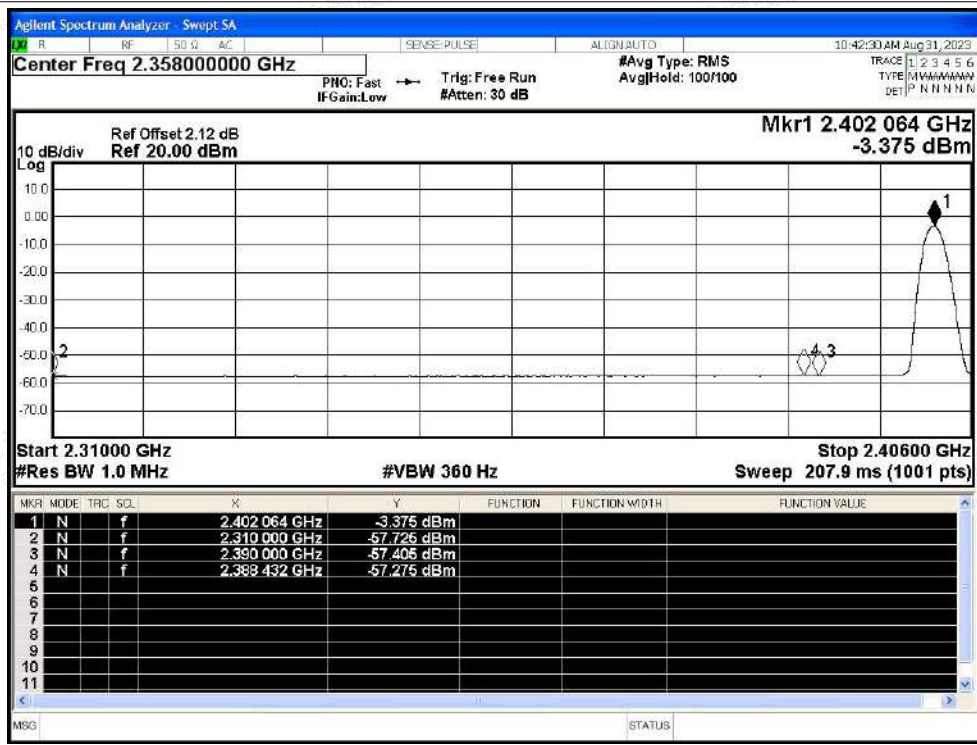 Agilent Spectrum Analyzer - Swept SA
LXI R RF 50 Ω AC SENSE:PULSE ALIGN AUTO 10:42:30 AM Aug 31, 2023
Center Freq 2.358000000 GHz #Avg Type: RMS TRACE 1 2 3 4 5 6
PNO: Fast Trig: Free Run Avg|Hold: 100/100 TYPE M W W W W W
IFGain:Low #Atten: 30 dB DET P N N N N N
Mkr1 2.402 064 GHz
Ref Offset 2.12 dB
10 dB/div Ref 20.00 dBm -3.375 dBm
Log
10.0
1
0.00
-10.0
-20.0
-30.0
-40.0
-50.0 2 4 3
-60.0
-70.0
Start 2.31000 GHz Stop 2.40600 GHz
#Res BW 1.0 MHz #VBW 360 Hz Sweep 207.9 ms (1001 pts)
MKR MODE TRC SCL X Y FUNCTION FUNCTION WIDTH FUNCTION VALUE
1 N f 2.402 064 GHz -3.375 dBm
2 N f 2.310 000 GHz -57.725 dBm
3 N f 2.390 000 GHz -57.405 dBm
4 N f 2.388 432 GHz -57.275 dBm
5
6
7
8
9
10
11
MSG STATUS